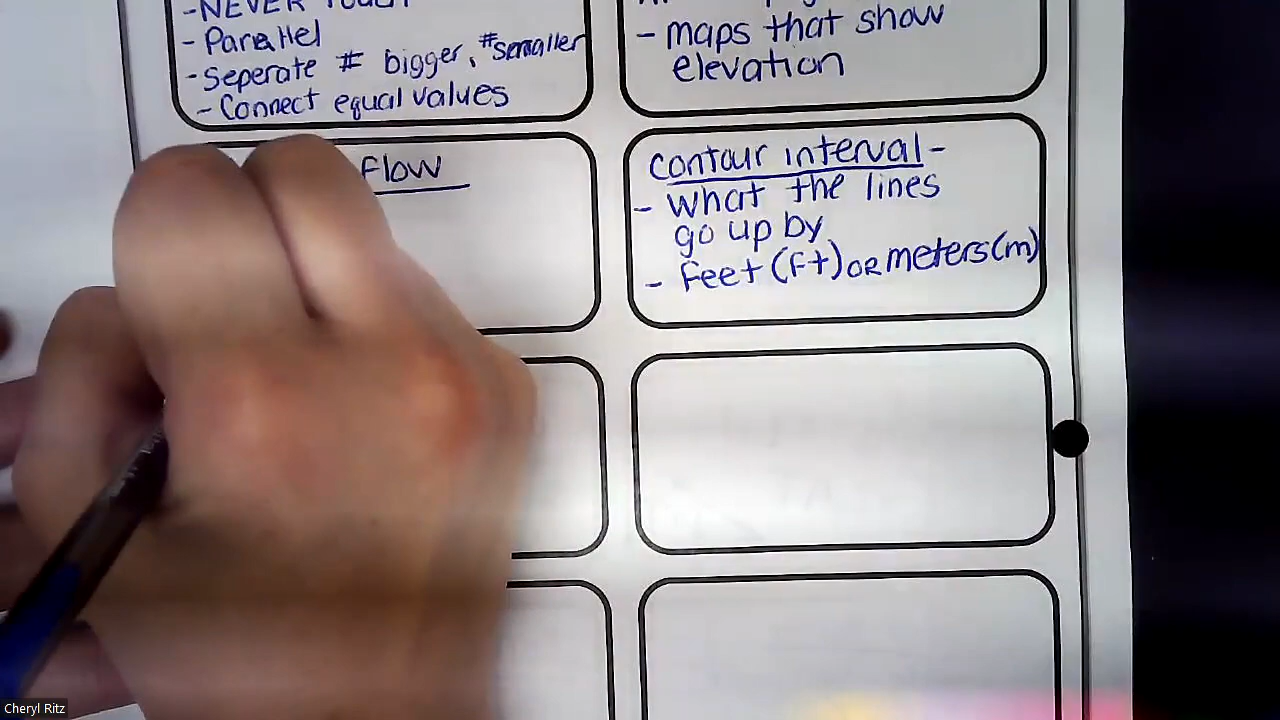 - Parallel
- Seperate # bigger, #smaller
- Connect equal values
- maps that show
elevation
Flow
Contour interval -
- What the lines
go up by
- Feet (Ft) OR meters (m)
Cheryl Ritz